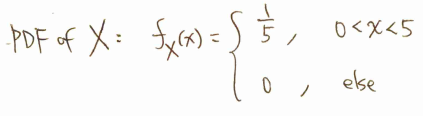 PDF of X: f_X(x) = { 1/5, 0<x<5
0, else